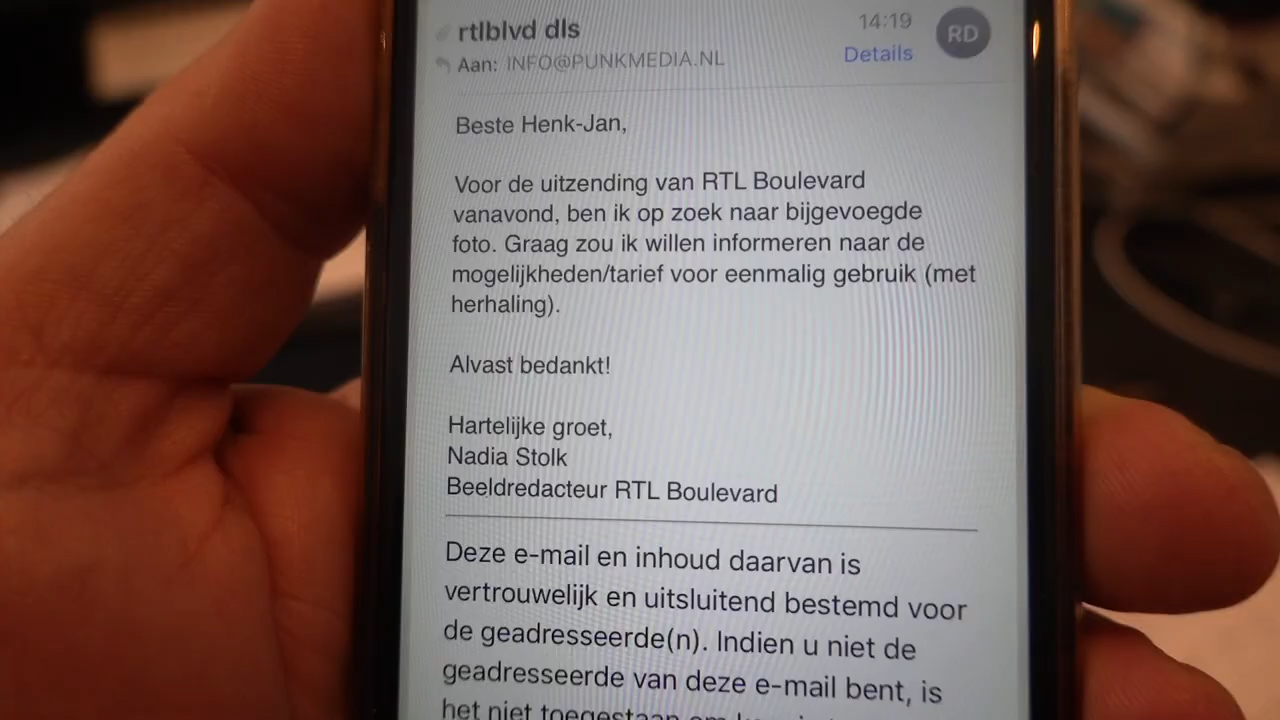 rtlblvd dls
14:19
RD
Aan: INFO@PUNKMEDIA.NL
Details
Beste Henk-Jan,
Voor de uitzending van RTL Boulevard
vanavond, ben ik op zoek naar bijgevoegde
foto. Graag zou ik willen informeren naar de
mogelijkheden/tarief voor eenmalig gebruik (met
herhaling).
Alvast bedankt!
Hartelijke groet,
Nadia Stolk
Beeldredacteur RTL Boulevard
Deze e-mail en inhoud daarvan is
vertrouwelijk en uitsluitend bestemd voor
de geadresseerde(n). Indien u niet de
geadresseerde van deze e-mail bent, is
het niet toegestaan om